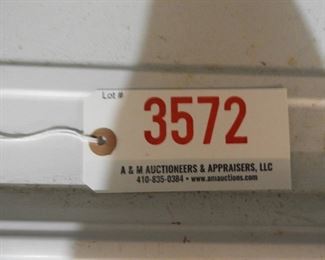 Lot #
3572
A & M AUCTIONEERS & APPRAISERS, LLC
410-835-0384 • www.amauctions.com